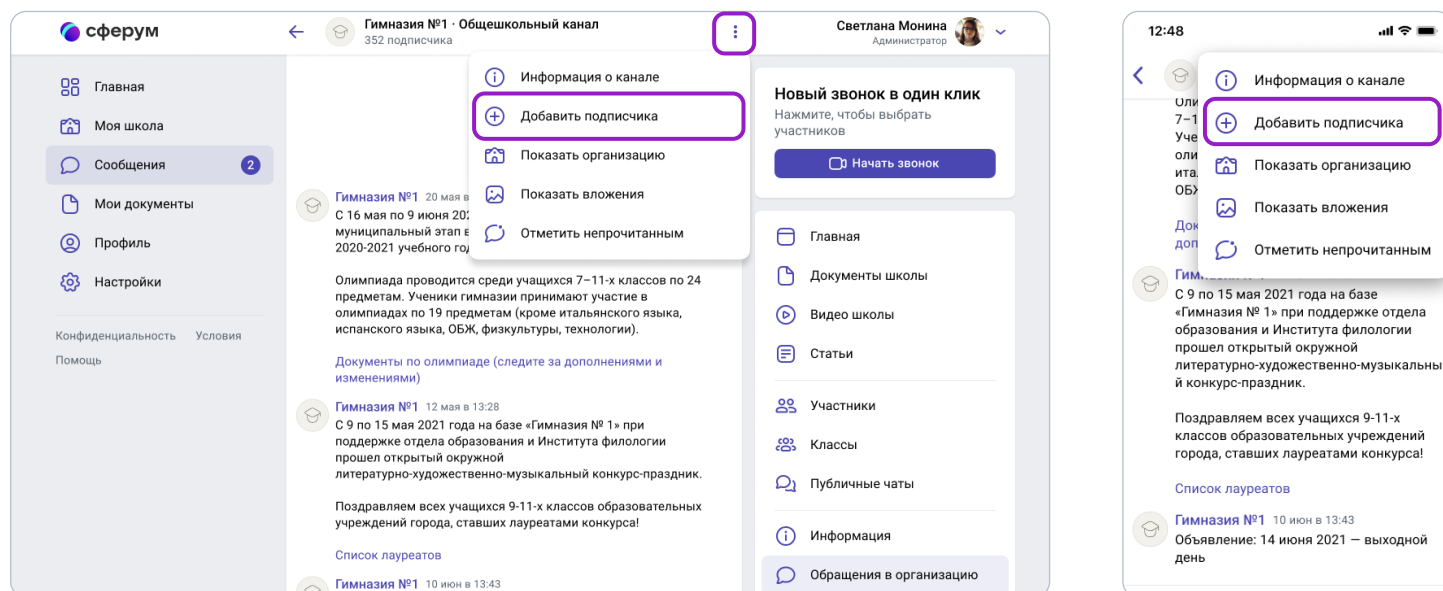 сферум
Гимназия №1 · Общешкольный канал
352 подписчика
Светлана Монина
Администратор
Главная
Моя школа
Сообщения 2
Мои документы
Профиль
Настройки
Конфиденциальность Условия
Помощь
Информация о канале
Добавить подписчика
Показать организацию
Показать вложения
Отметить непрочитанным
Гимназия №1 20 мая в
С 16 мая по 9 июня 202
муниципальный этап в
2020-2021 учебного го
Олимпиада проводится среди учащихся 7–11-х классов по 24
предметам. Ученики гимназии принимают участие в
олимпиадах по 19 предметам (кроме итальянского языка,
испанского языка, ОБЖ, физкультуры, технологии).
Документы по олимпиаде (следите за дополнениями и
изменениями)
Гимназия №1 12 мая в 13:28
С 9 по 15 мая 2021 года на базе «Гимназия № 1» при
поддержке отдела образования и Института филологии
прошел открытый окружной
литературно-художественно-музыкальный конкурс-праздник.
Поздравляем всех учащихся 9-11-х классов образовательных
учреждений города, ставших лауреатами конкурса!
Список лауреатов
Гимназия №1 10 июн в 13:43
Новый звонок в один клик
Нажмите, чтобы выбрать
участников
Начать звонок
Главная
Документы школы
Видео школы
Статьи
Участники
Классы
Публичные чаты
Информация
Обращения в организацию
12:48
Информация о канале
Добавить подписчика
Показать организацию
Показать вложения
Отметить непрочитанным
Оли
7–1
Уче
оли
ита
ОБЖ
Док
доп
С 9 по 15 мая 2021 года на базе
«Гимназия № 1» при поддержке отдела
образования и Института филологии
прошел открытый окружной
литературно-художественно-музыкальны
й конкурс-праздник.
Поздравляем всех учащихся 9-11-х
классов образовательных учреждений
города, ставших лауреатами конкурса!
Список лауреатов
Гимназия №1 10 июн в 13:43
Объявление: 14 июня 2021 — выходной
день